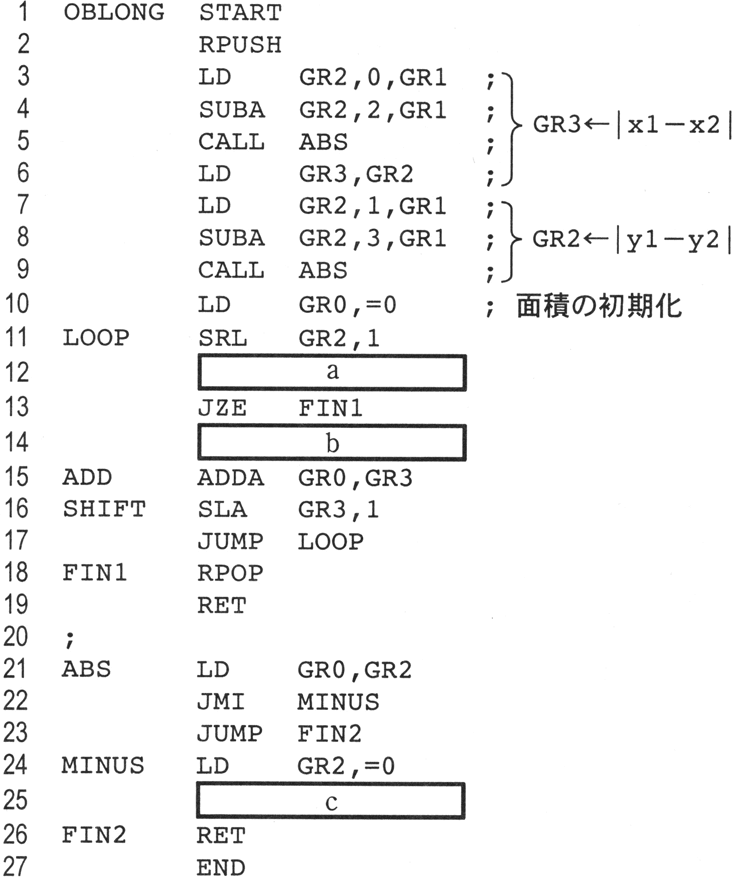 1 OBLONG START
2 RPUSH
3 LD GR2,0,GR1 ;
4 SUBA GR2,2,GR1 ; GR3←|x1−x2|
5 CALL ABS ;
6 LD GR3,GR2 ;
7 LD GR2,1,GR1 ;
8 SUBA GR2,3,GR1 ; GR2←|y1−y2|
9 CALL ABS ;
10 LD GR0,=0 ; 面積の初期化
11 LOOP SRL GR2,1
12 a
13 JZE FIN1
14 b
15 ADD ADDA GR0,GR3
16 SHIFT SLA GR3,1
17 JUMP LOOP
18 FIN1 RPOP
19 RET
20 ;
21 ABS LD GR0,GR2
22 JMI MINUS
23 JUMP FIN2
24 MINUS LD GR2,=0
25 c
26 FIN2 RET
27 END